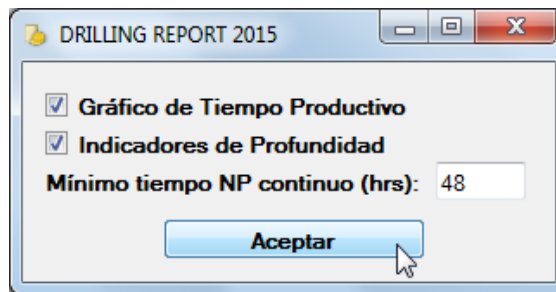 DRILLING REPORT 2015
Gráfico de Tiempo Productivo
Indicadores de Profundidad
Mínimo tiempo NP continuo (hrs): 48
Aceptar